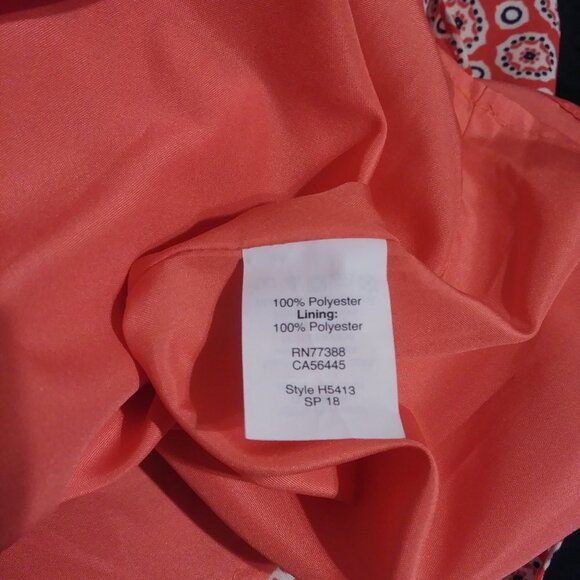 100% Polyester
Lining:
100% Polyester
RN77388
CA56445
Style H5413
SP 18